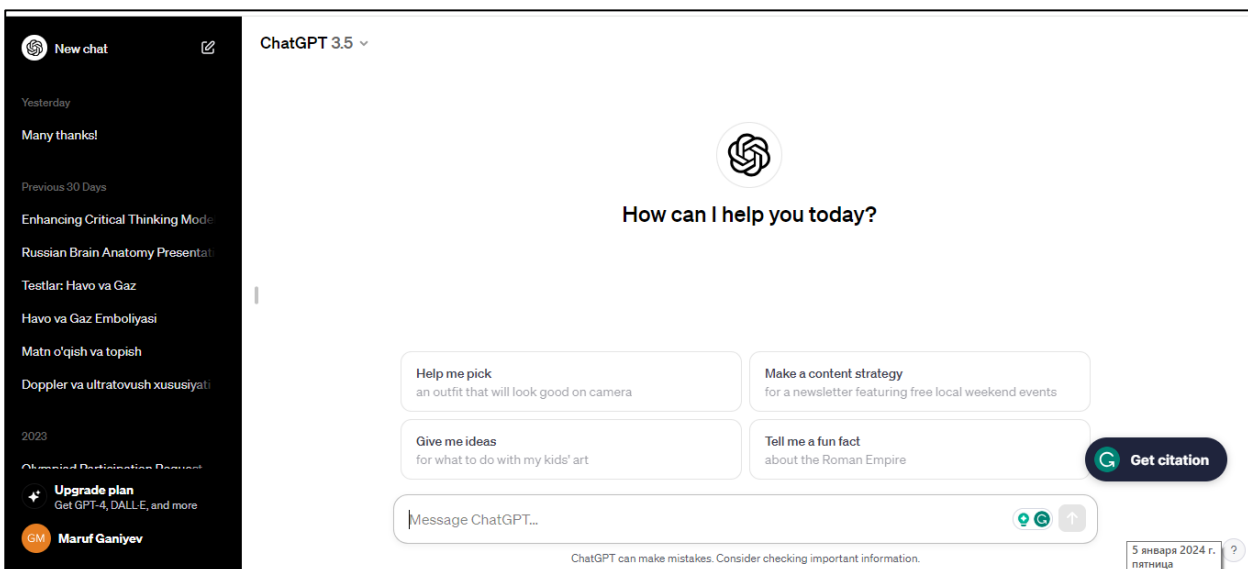 New chat
Yesterday
Many thanks!
Previous 30 Days
Enhancing Critical Thinking Mode
Russian Brain Anatomy Presentati
Testlar: Havo va Gaz
Havo va Gaz Emboliyasi
Matn o'qish va topish
Doppler va ultratovush xususiyati
2023
Olympiad Participation Request
Upgrade plan
Get GPT-4, DALL·E, and more
GM
Maruf Ganiyev
ChatGPT 3.5
How can I help you today?
Help me pick
an outfit that will look good on camera
Make a content strategy
for a newsletter featuring free local weekend events
Give me ideas
for what to do with my kids' art
Tell me a fun fact
about the Roman Empire
Get citation
Message ChatGPT...
ChatGPT can make mistakes. Consider checking important information.
5 января 2024 г.
пятница
?